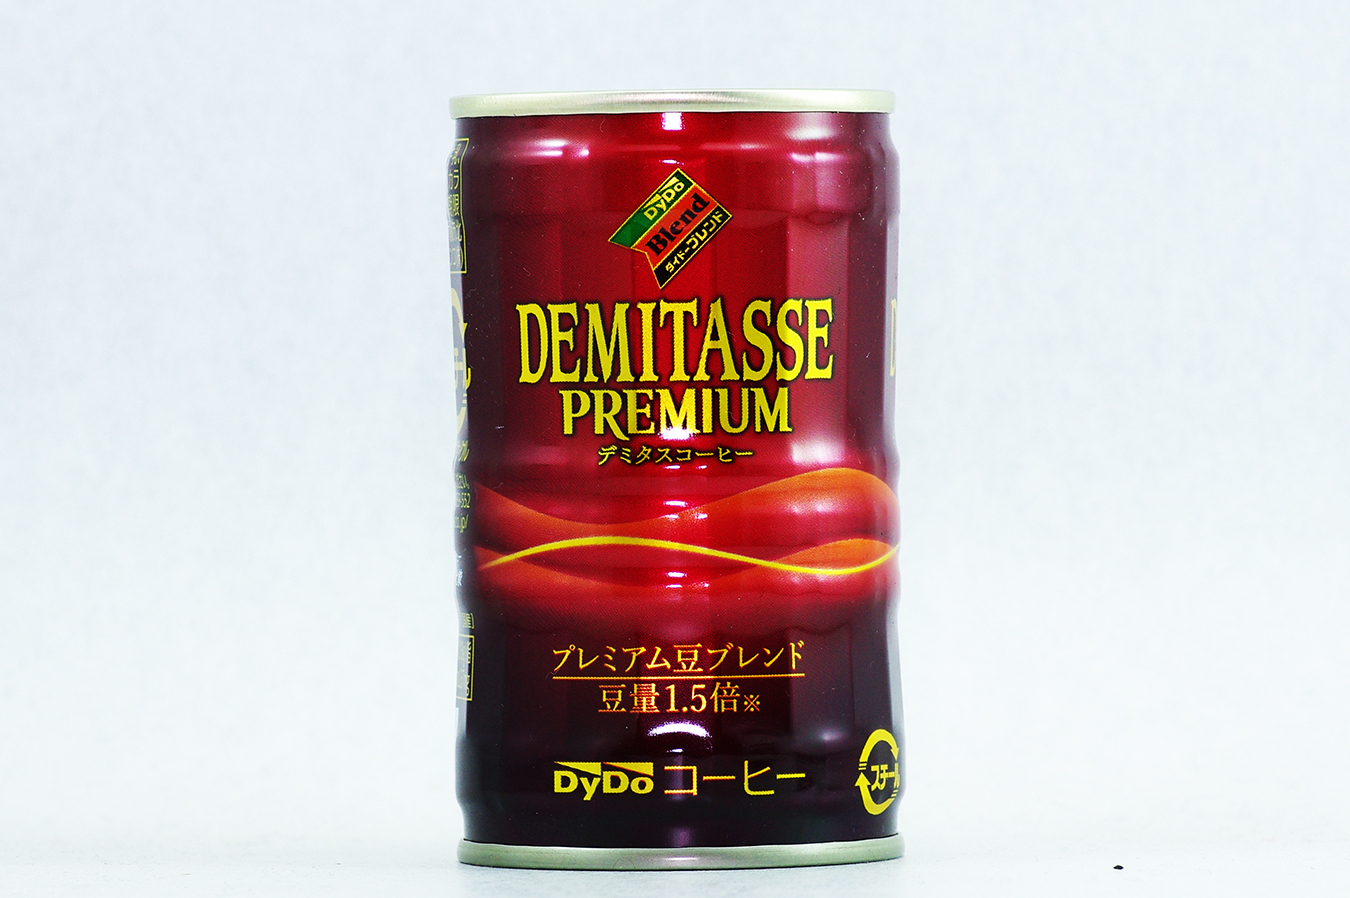 DyDo
Blend
ダイドーブレンド
DEMITASSE
PREMIUM
デミタスコーヒー
プレミアム豆ブレンド
豆量1.5倍※
DyDo コーヒー
スチール